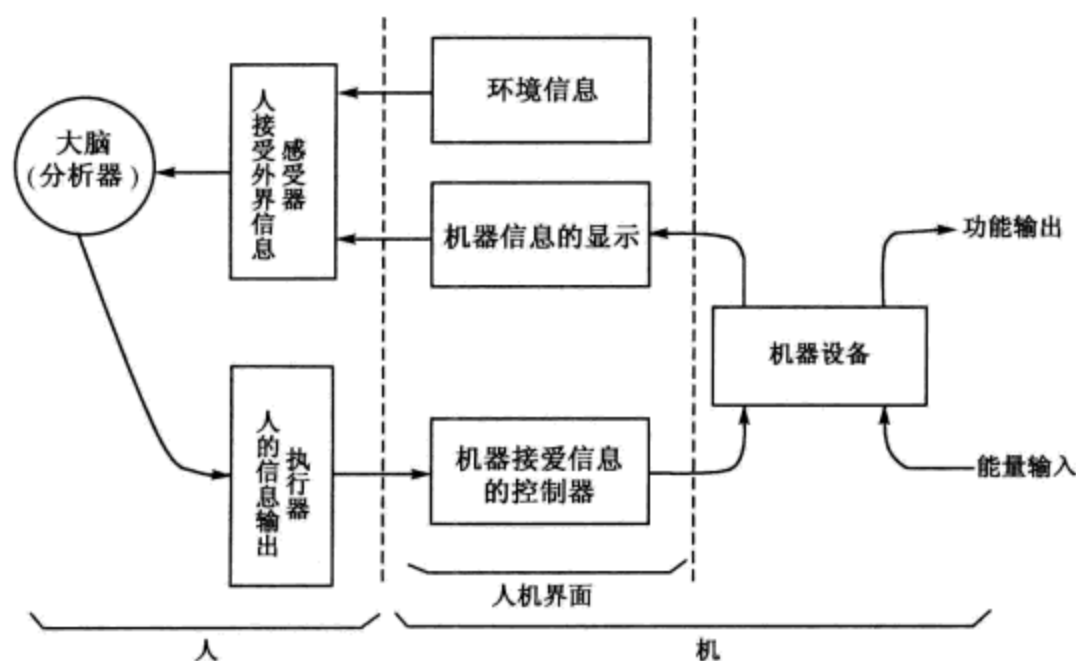 环境信息
人接受外界信息
感受器
大脑
(分析器)
机器信息的显示
功能输出
机器设备
人的信息输出
执行器
机器接爱信息
的控制器
能量输入
人机界面
人
机